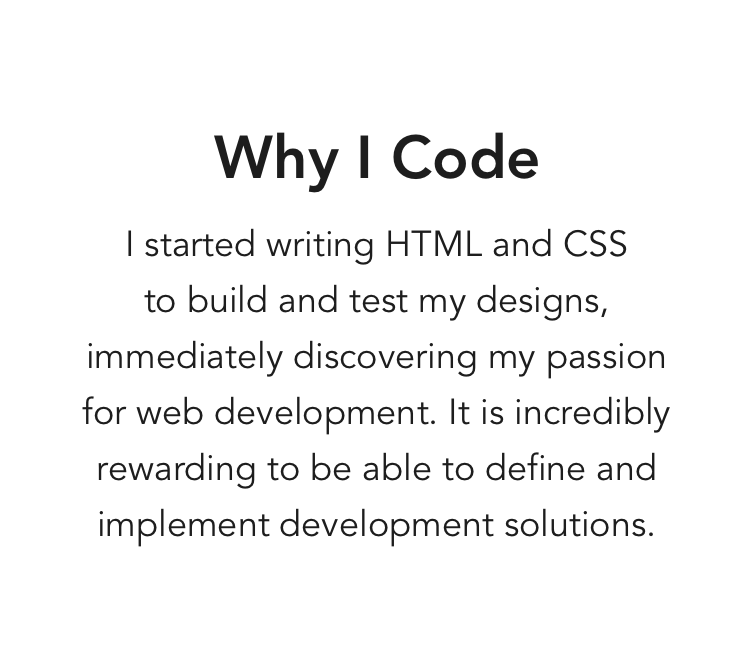 Why I Code
I started writing HTML and CSS
to build and test my designs,
immediately discovering my passion
for web development. It is incredibly
rewarding to be able to define and
implement development solutions.